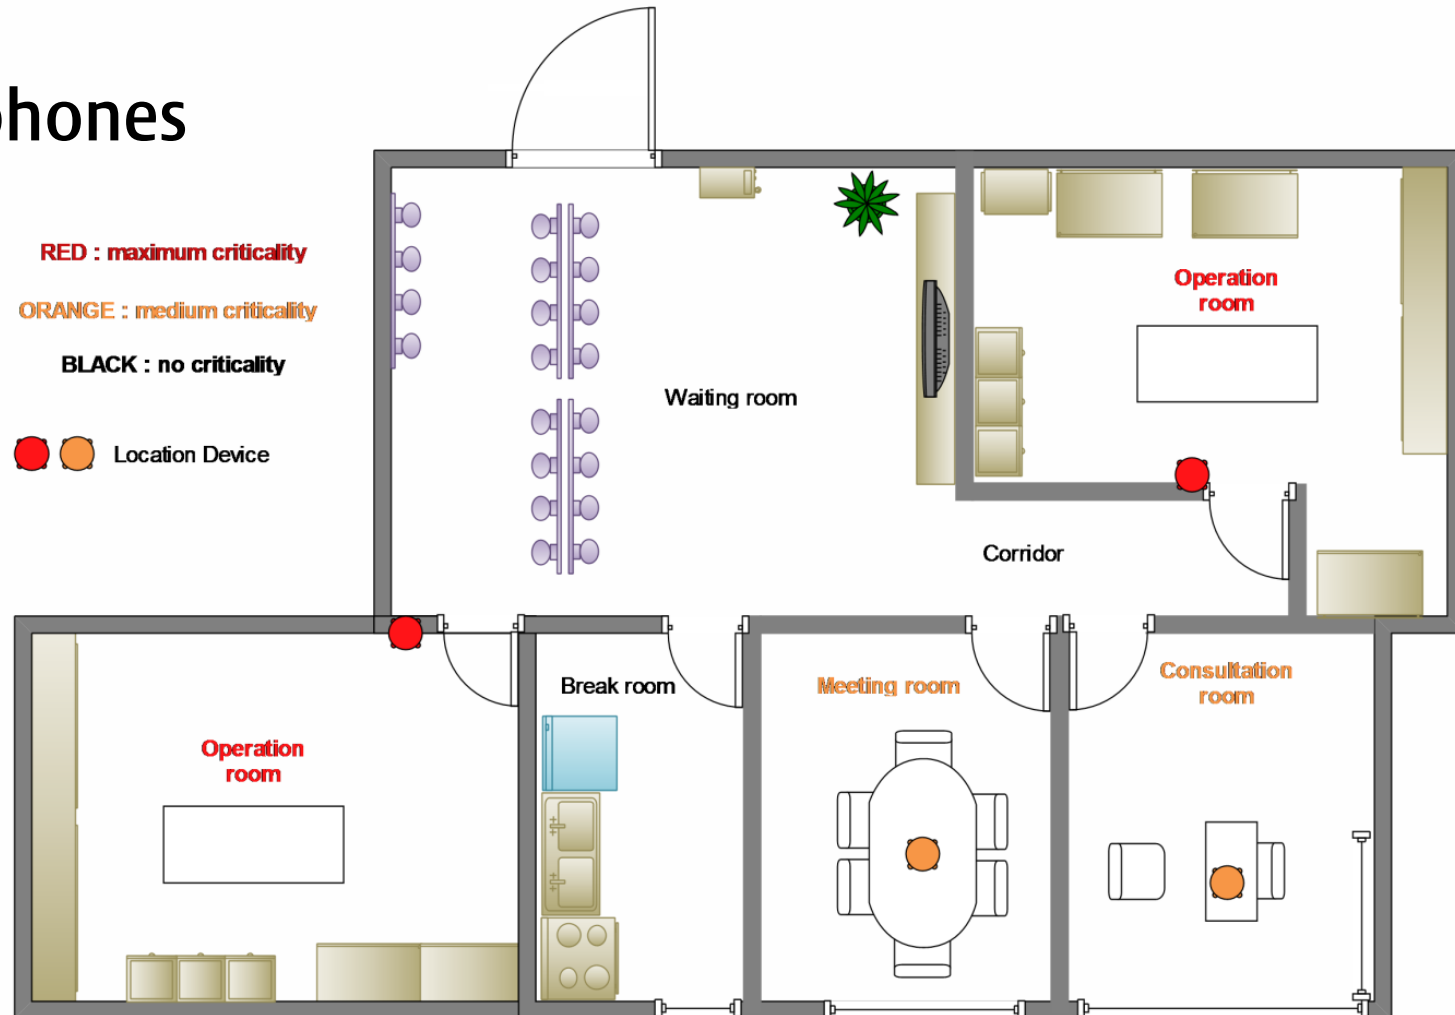 phones
RED : maximum criticality
ORANGE : medium criticality
BLACK : no criticality
Location Device
Operation
room
Waiting room
Corridor
Break room
Meeting room
Consultation
room
Operation
room